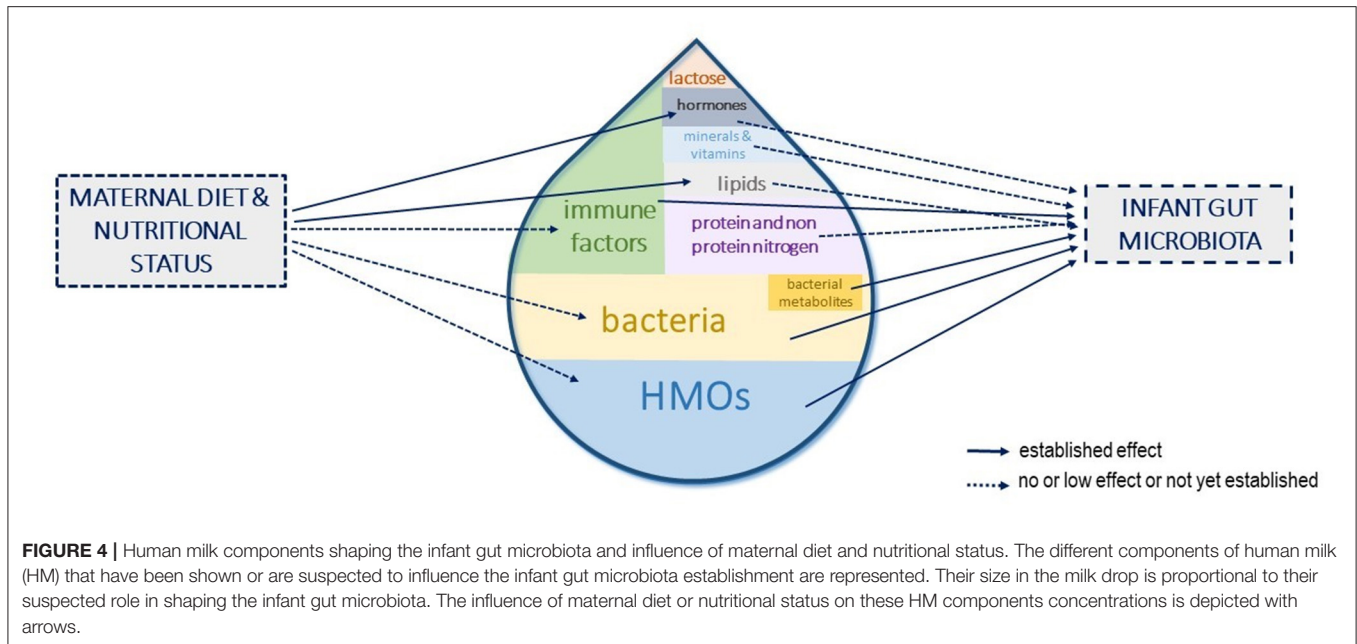 lactose
hormones
minerals &
vitamins
lipids
MATERNAL DIET &
NUTRITIONAL
STATUS
immune
factors
protein and non
protein nitrogen
INFANT GUT
MICROBIOTA
bacterial
metabolites
bacteria
HMOs
established effect
no or low effect or not yet established
FIGURE 4 | Human milk components shaping the infant gut microbiota and influence of maternal diet and nutritional status. The different components of human milk
(HM) that have been shown or are suspected to influence the infant gut microbiota establishment are represented. Their size in the milk drop is proportional to their
suspected role in shaping the infant gut microbiota. The influence of maternal diet or nutritional status on these HM components concentrations is depicted with
arrows.